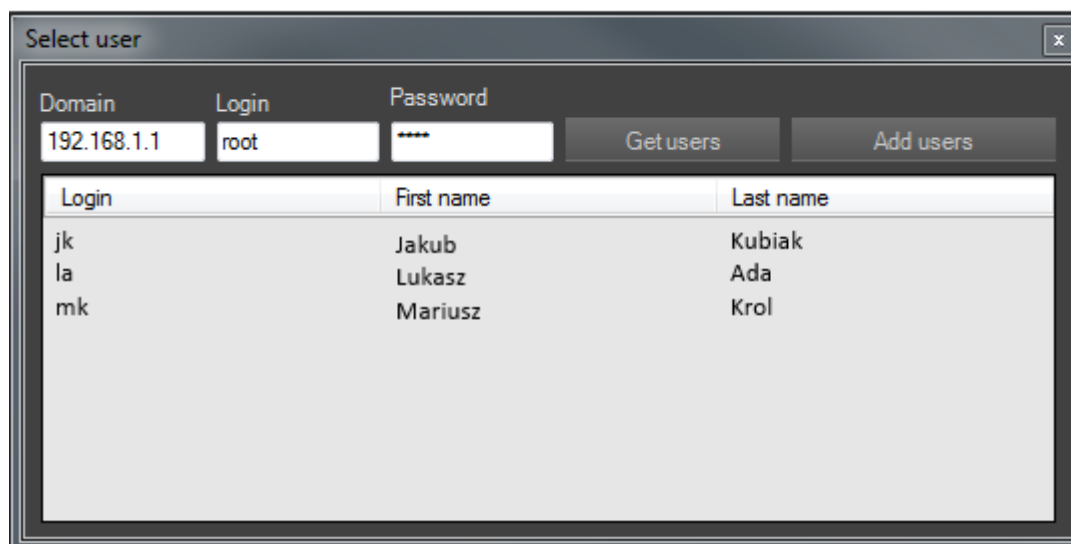 Select user x
Domain Login Password
192.168.1.1 root **** Get users Add users
Login First name Last name
jk Jakub Kubiak
la Lukasz Ada
mk Mariusz Krol